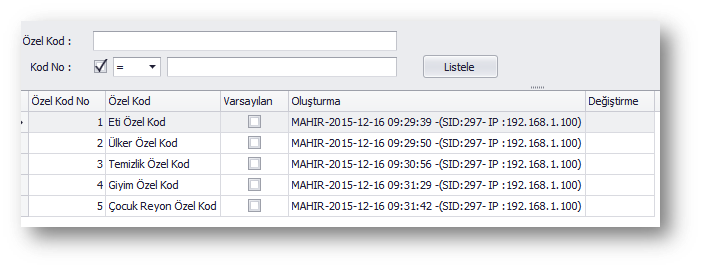 Özel Kod :
Kod No : = Listele
Özel Kod No Özel Kod Varsayılan Oluşturma Değiştirme
1 Eti Özel Kod MAHIR-2015-12-16 09:29:39 -(SID:297- IP :192.168.1.100)
2 Ülker Özel Kod MAHIR-2015-12-16 09:29:50 -(SID:297- IP :192.168.1.100)
3 Temizlik Özel Kod MAHIR-2015-12-16 09:30:56 -(SID:297- IP :192.168.1.100)
4 Giyim Özel Kod MAHIR-2015-12-16 09:31:29 -(SID:297- IP :192.168.1.100)
5 Çocuk Reyon Özel Kod MAHIR-2015-12-16 09:31:42 -(SID:297- IP :192.168.1.100)